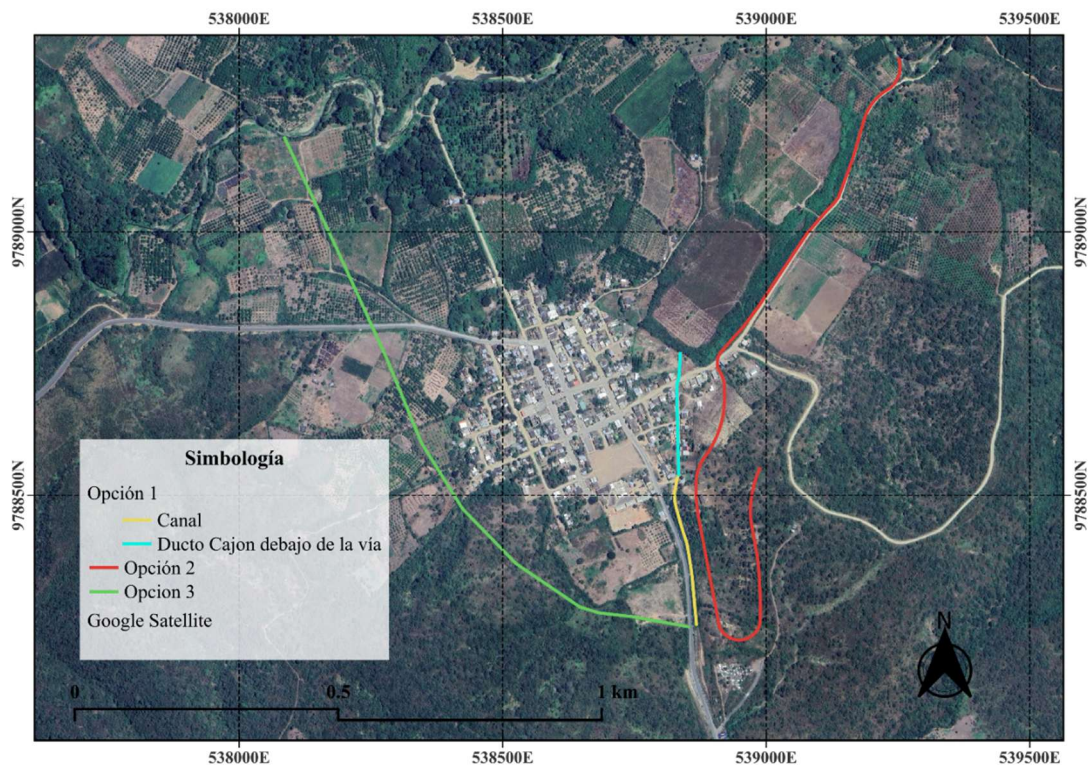 538000E 538500E 539000E 539500E
9789000N 9789000N
9788500N 9788500N
Simbología
Opción 1
Canal
Ducto Cajon debajo de la vía
Opción 2
Opcion 3
Google Satellite
N
0 0.5 1 km
538000E 538500E 539000E 539500E